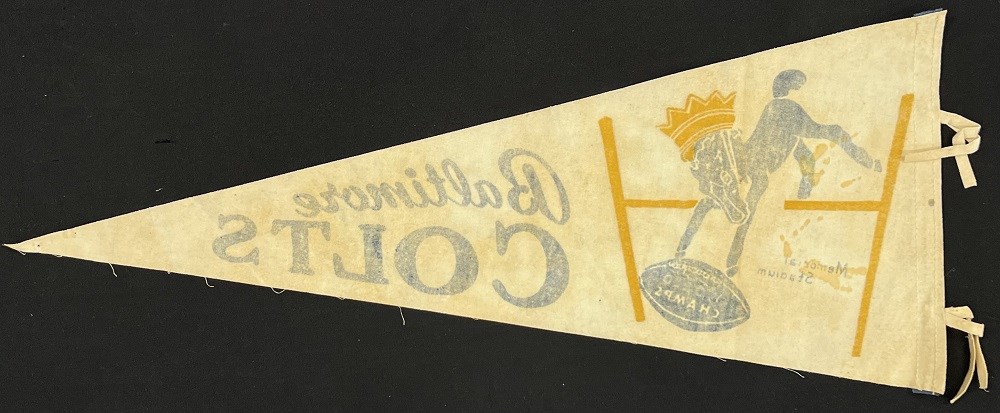 Baltimore
COLTS
Memorial
Stadium
CHAMPS